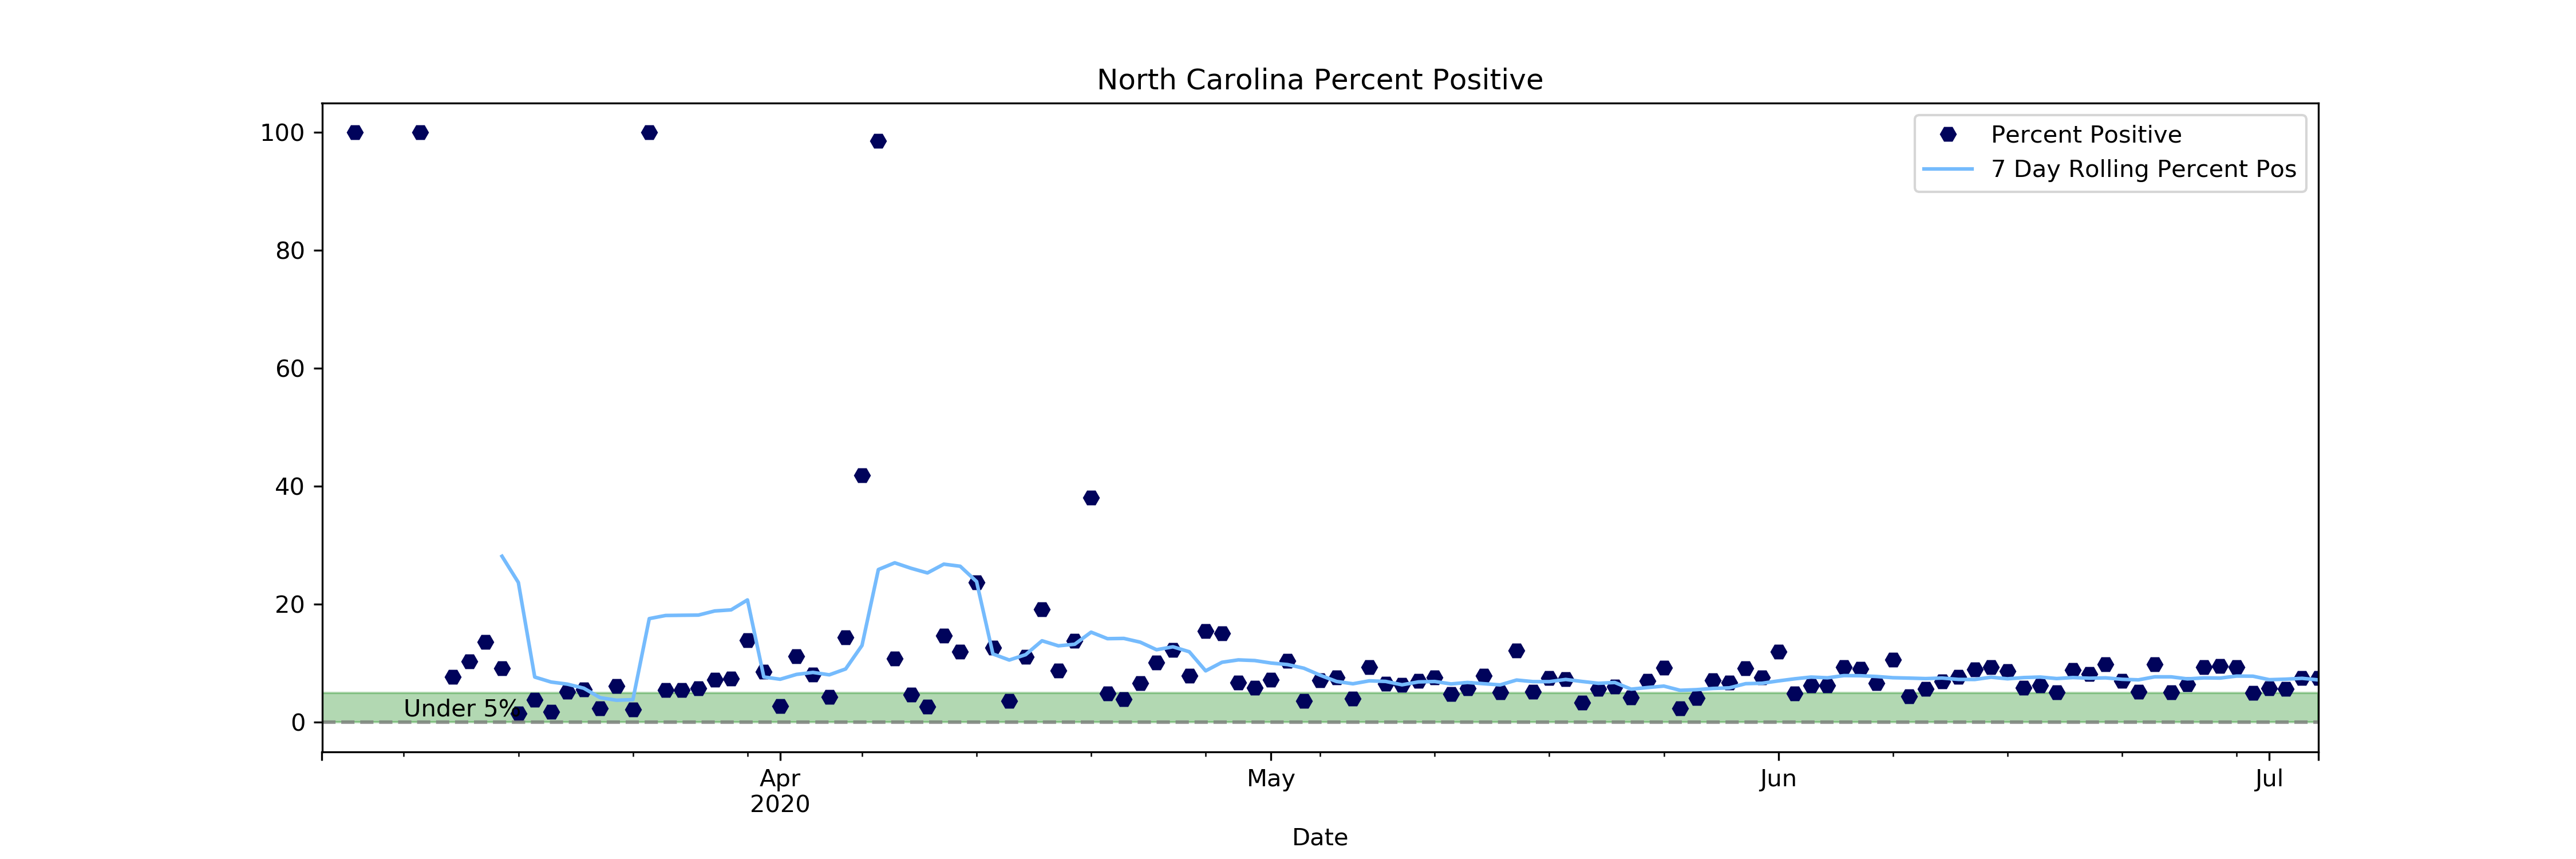 North Carolina Percent Positive
Percent Positive
7 Day Rolling Percent Pos
100
80
60
40
20
0
Under 5%
Apr
2020
May
Jun
Jul
Date